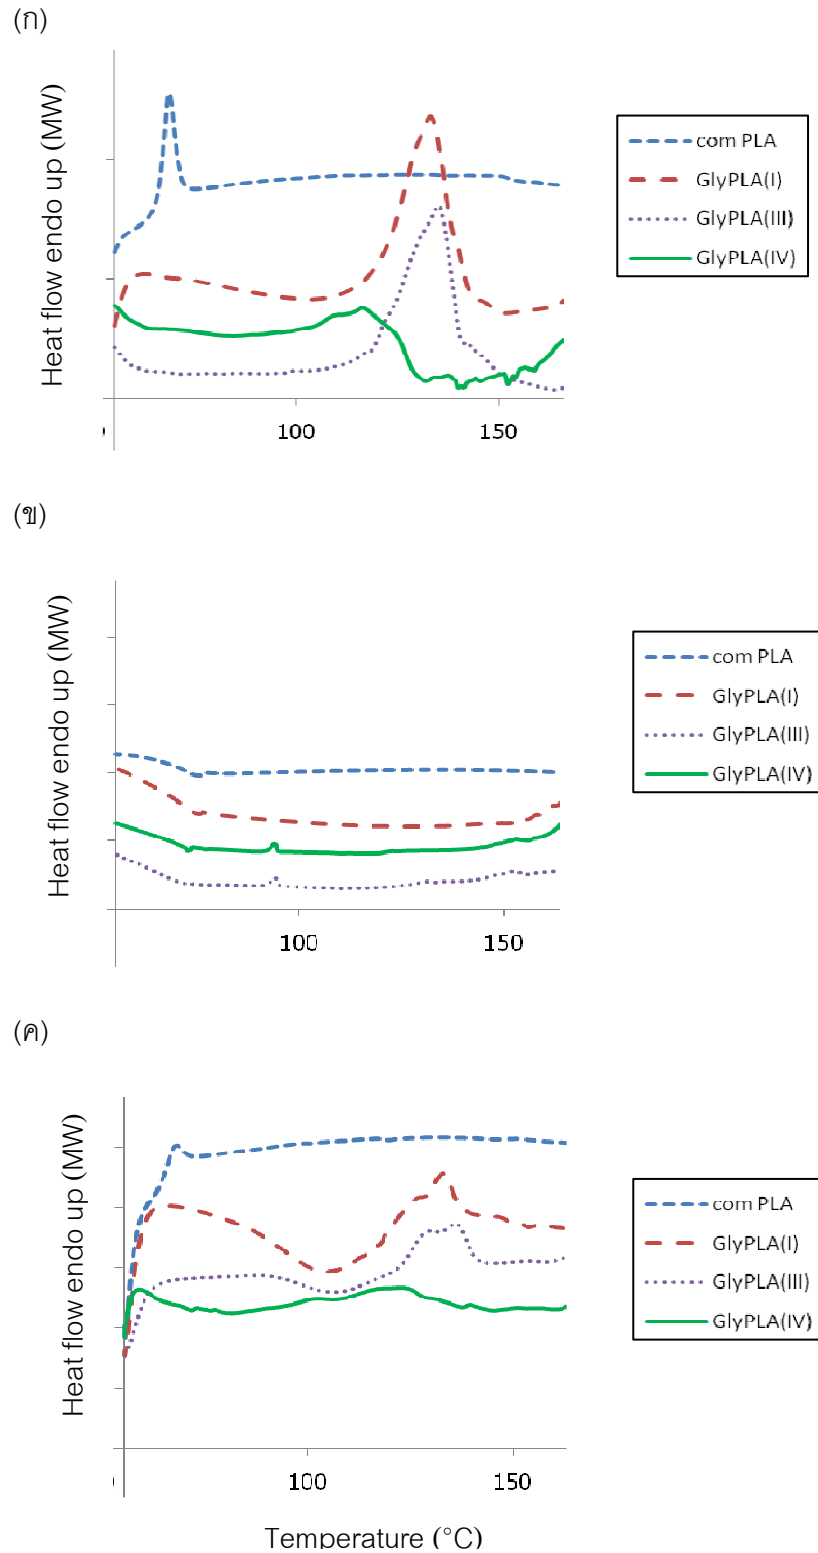 (ก)
Heat flow endo up (MW)
com PLA
GlyPLA(I)
GlyPLA(III)
GlyPLA(IV)
100
150
(ข)
Heat flow endo up (MW)
com PLA
GlyPLA(I)
GlyPLA(III)
GlyPLA(IV)
100
150
(ค)
Heat flow endo up (MW)
com PLA
GlyPLA(I)
GlyPLA(III)
GlyPLA(IV)
100
150
Temperature (°C)